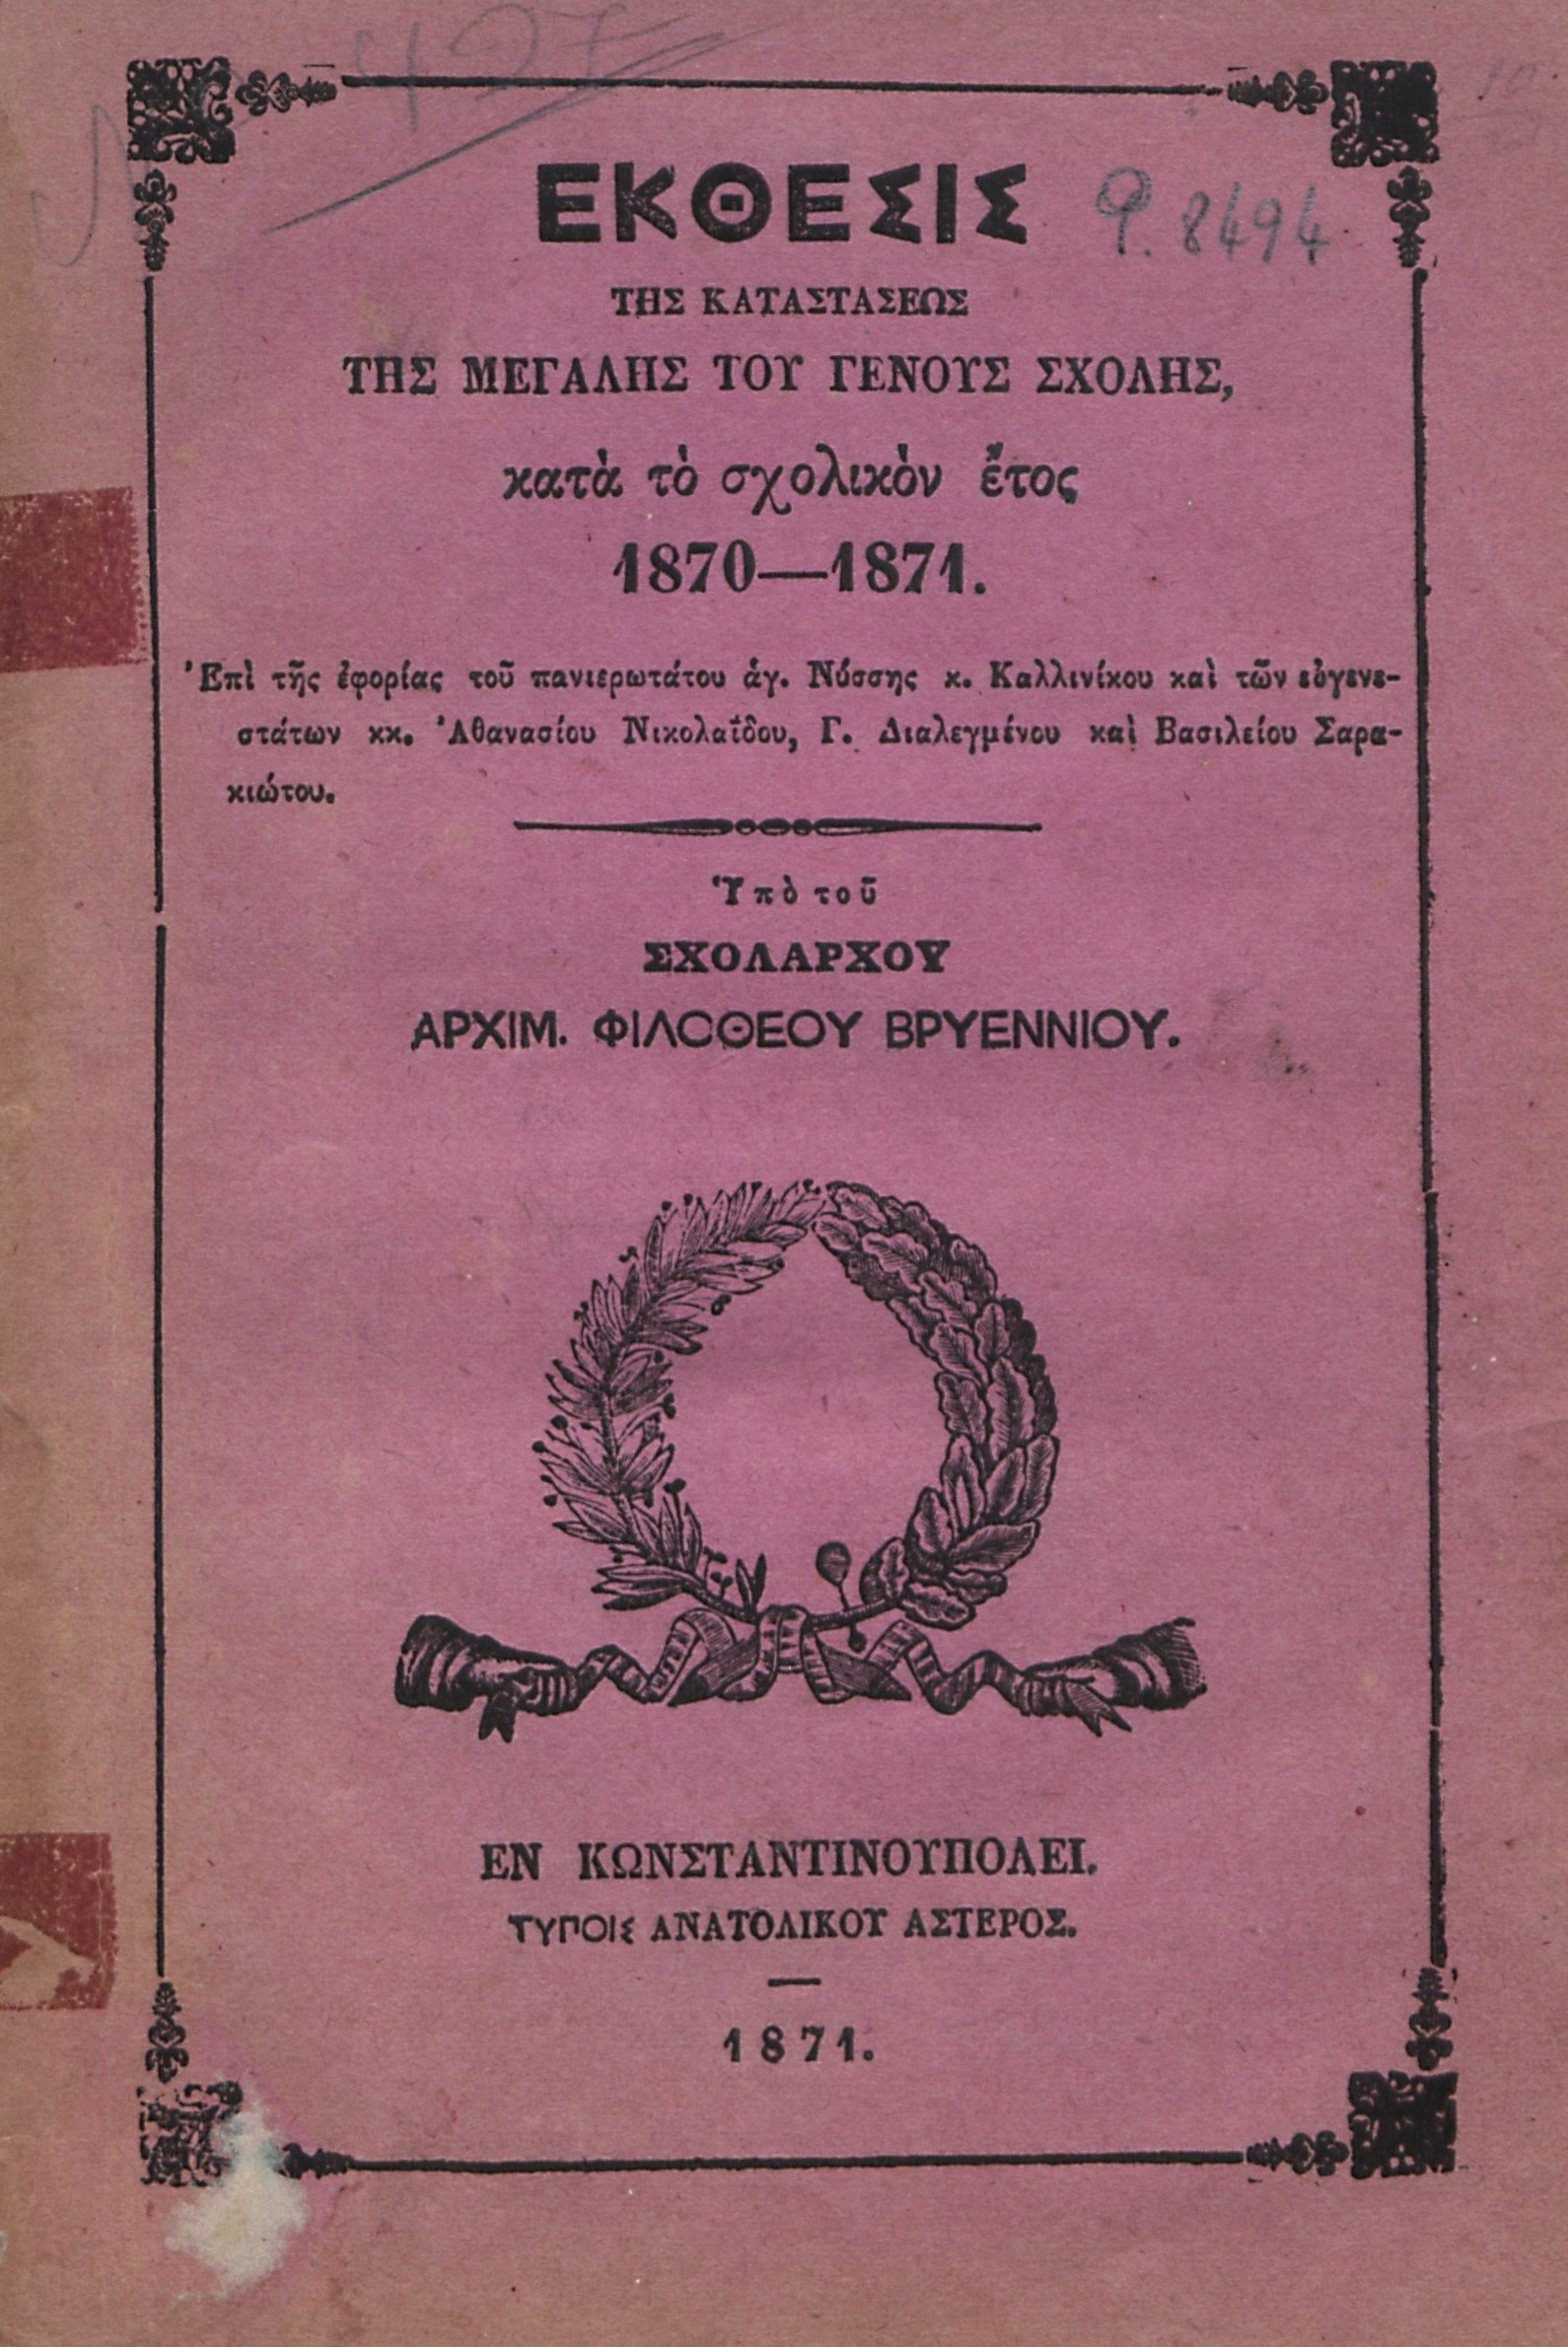 427
ΕΚΘΕΣΙΣ
Φ. 8494
ΤΗΣ ΚΑΤΑΣΤΑΣΕΩΣ
ΤΗΣ ΜΕΓΑΛΗΣ ΤΟΥ ΓΕΝΟΥΣ ΣΧΟΛΗΣ,
κατὰ τὸ σχολικὸν ἔτος
1870—1871.
Ἐπὶ τῆς ἐφορίας τοῦ πανιερωτάτου ἁγ. Νύσσης κ. Καλλινίκου καὶ τῶν εὐγενε-
στάτων κκ. Ἀθανασίου Νικολαΐδου, Γ. Διαλεγμένου καὶ Βασιλείου Σαρα-
κιώτου.
Ὑπὸ τοῦ
ΣΧΟΛΑΡΧΟΥ
ΑΡΧΙΜ. ΦΙΛΟΘΕΟΥ ΒΡΥΕΝΝΙΟΥ.
ΕΝ ΚΩΝΣΤΑΝΤΙΝΟΥΠΟΛΕΙ.
ΤΥΠΟΙΣ ΑΝΑΤΟΛΙΚΟΥ ΑΣΤΕΡΟΣ.
—
1871.